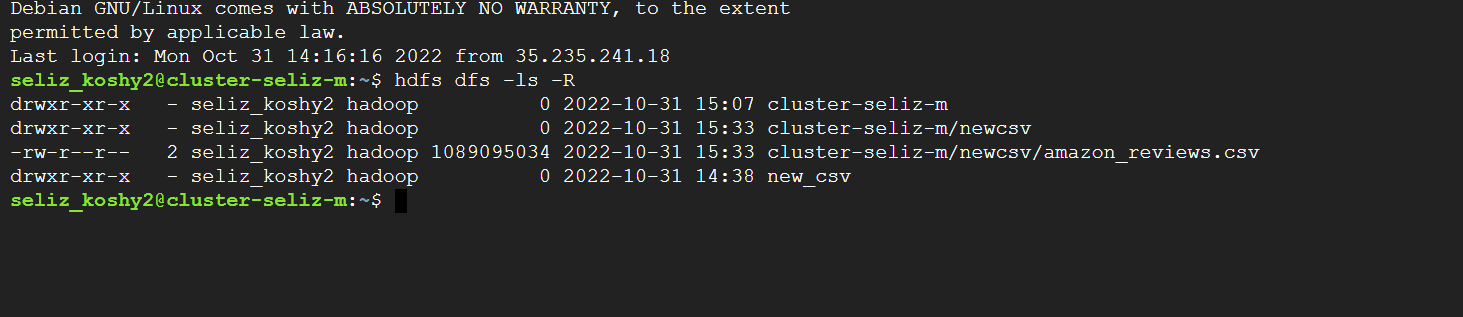 Debian GNU/Linux comes with ABSOLUTELY NO WARRANTY, to the extent
permitted by applicable law.
Last login: Mon Oct 31 14:16:16 2022 from 35.235.241.18
seliz_koshy2@cluster-seliz-m:~$ hdfs dfs -ls -R
drwxr-xr-x   - seliz_koshy2 hadoop          0 2022-10-31 15:07 cluster-seliz-m
drwxr-xr-x   - seliz_koshy2 hadoop          0 2022-10-31 15:33 cluster-seliz-m/newcsv
-rw-r--r--   2 seliz_koshy2 hadoop 1089095034 2022-10-31 15:33 cluster-seliz-m/newcsv/amazon_reviews.csv
drwxr-xr-x   - seliz_koshy2 hadoop          0 2022-10-31 14:38 new_csv
seliz_koshy2@cluster-seliz-m:~$